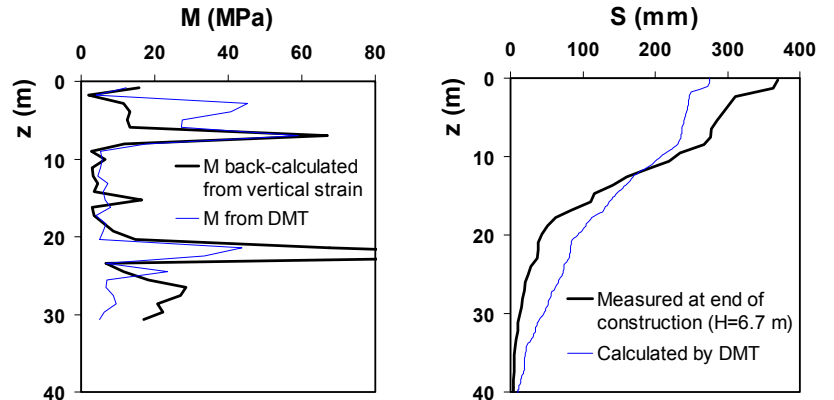 M (MPa)
0 20 40 60 80
0
10
20
30
40
z (m)
M back-calculated
from vertical strain
M from DMT
S (mm)
0 100 200 300 400
0
10
20
30
40
z (m)
Measured at end of
construction (H=6.7 m)
Calculated by DMT